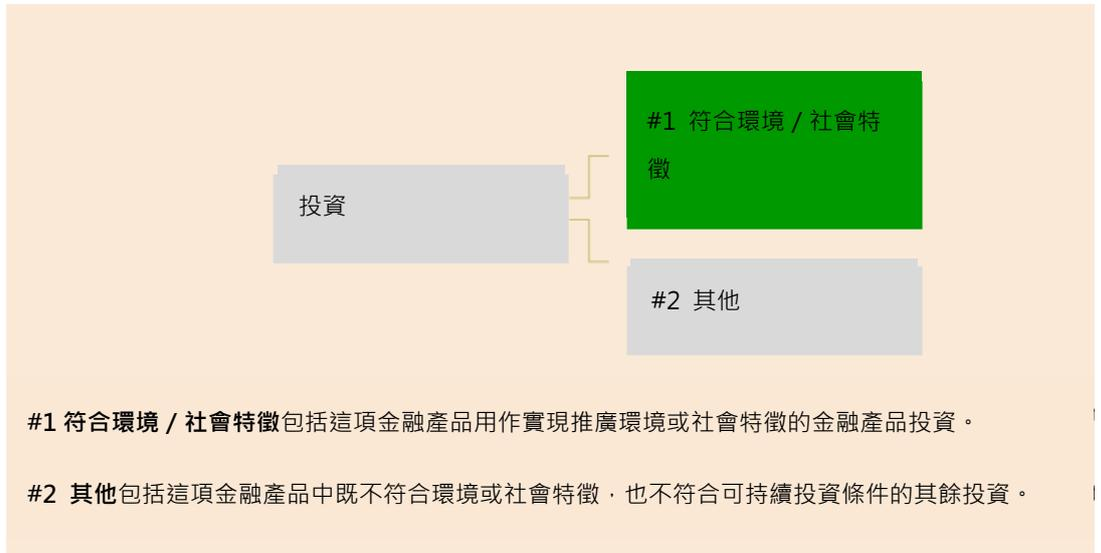 #1 符合環境 / 社會特
徵
投資
#2 其他
#1 符合環境 / 社會特徵包括這項金融產品用作實現推廣環境或社會特徵的金融產品投資。
#2 其他包括這項金融產品中既不符合環境或社會特徵，也不符合可持續投資條件的其餘投資。